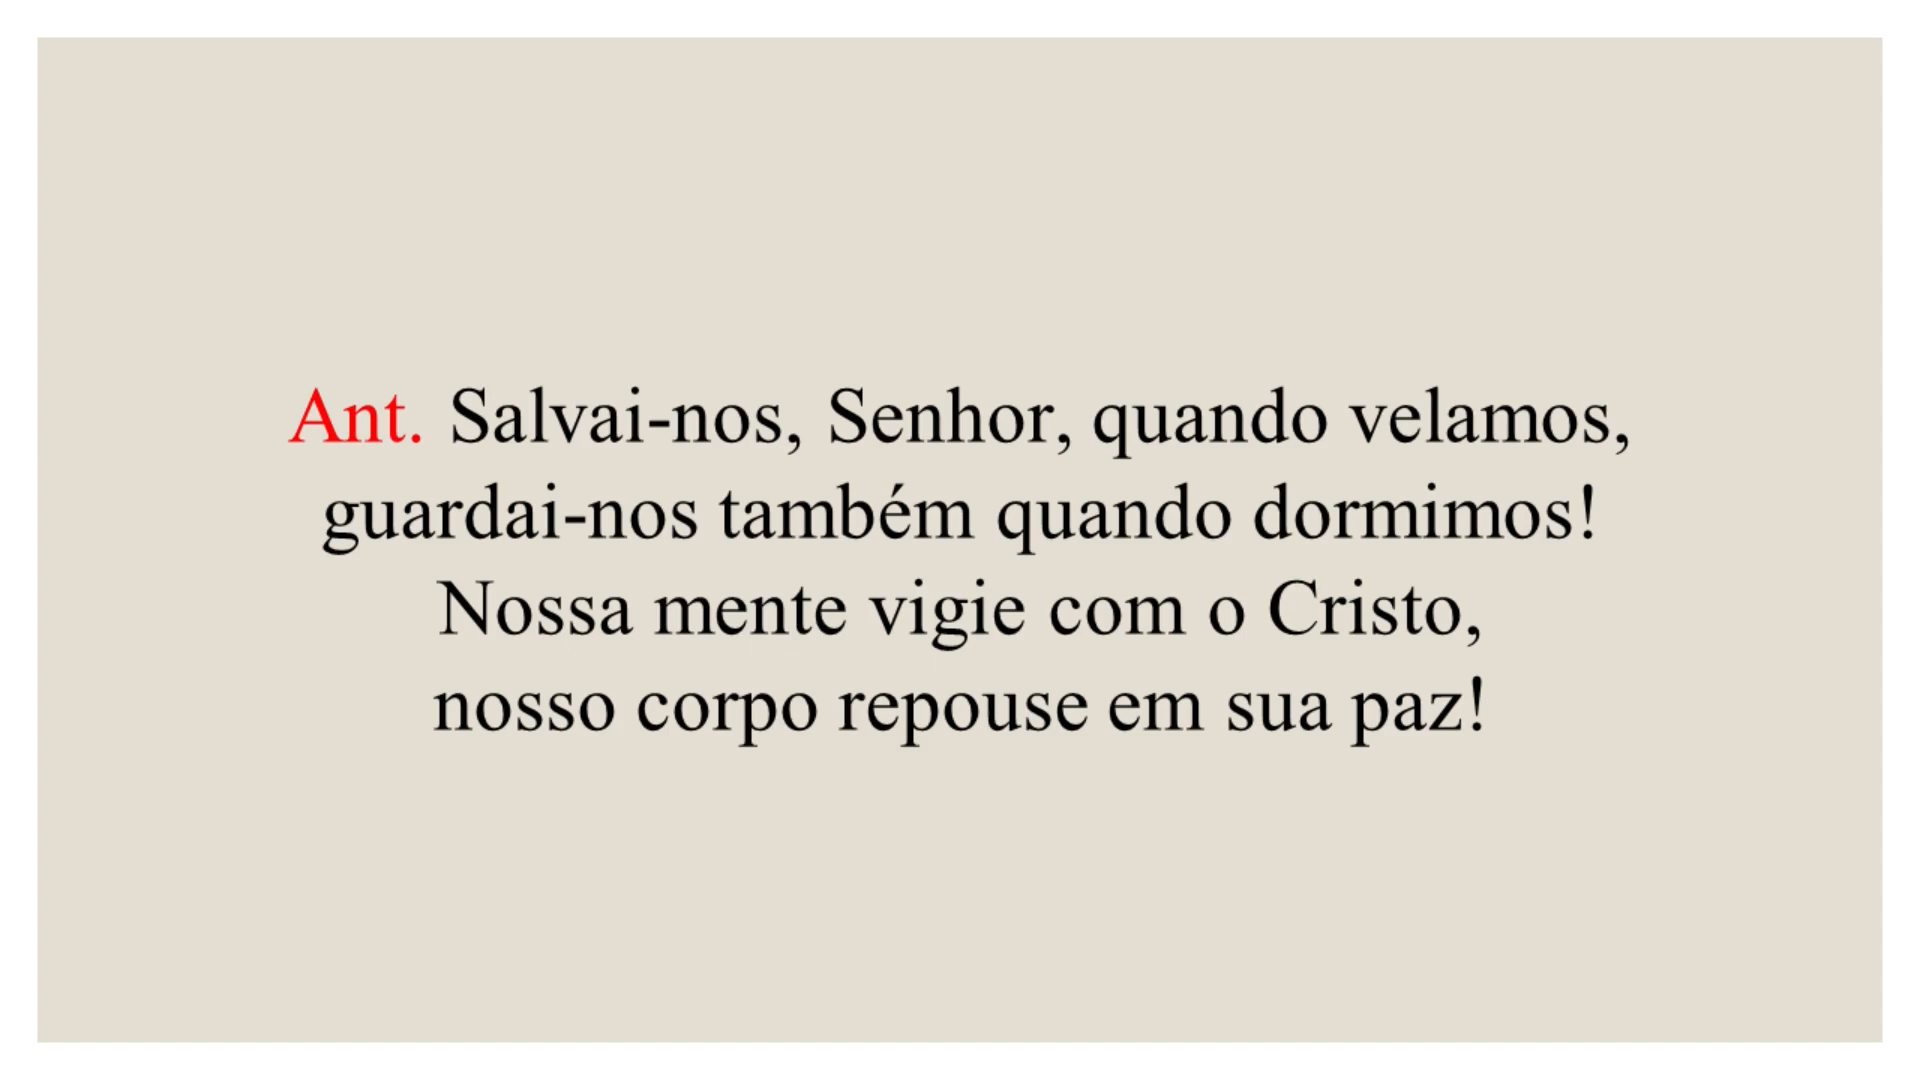 Ant. Salvai-nos, Senhor, quando velamos,
guardai-nos também quando dormimos!
Nossa mente vigie com o Cristo,
nosso corpo repouse em sua paz!